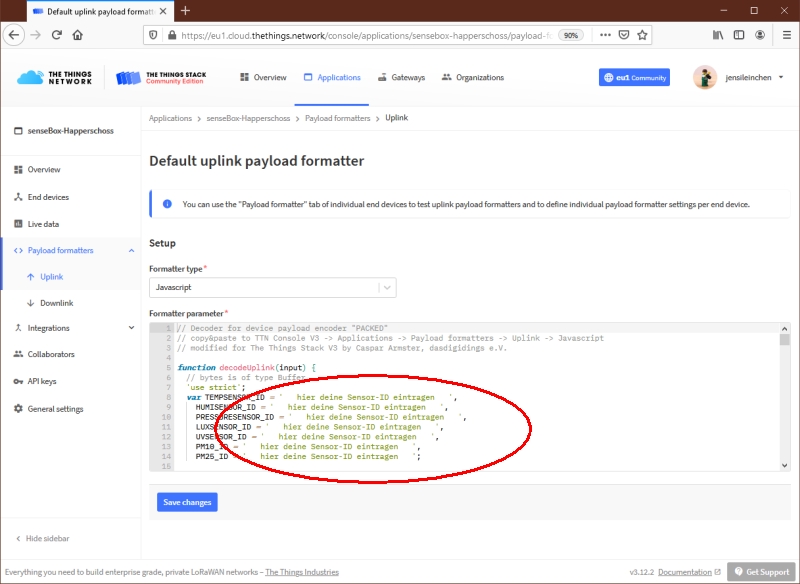 Default uplink payload formatt
https://eu1.cloud.thethings.network/console/applications/sensebox-happerschoss/payload-f
90%
THE THINGS NETWORK
THE THINGS STACK
Community Edition
Overview
Applications
Gateways
Organizations
eu1 Community
jensileinchen
senseBox-Happerschoss
Overview
End devices
Live data
Payload formatters
Uplink
Downlink
Integrations
Collaborators
API keys
General settings
Hide sidebar
Applications > senseBox-Happerschoss > Payload formatters > Uplink
Default uplink payload formatter
You can use the "Payload formatter" tab of individual end devices to test uplink payload formatters and to define individual payload formatter settings per end device.
Setup
Formatter type*
Javascript
Formatter parameter*
1 // Decoder for device payload encoder "PACKED"
2 // copy&paste to TTN Console V3 -> Applications -> Payload formatters -> Uplink -> Javascript
3 // modified for The Things Stack V3 by Caspar Armster, dasdigidings e.V.
4
5 function decodeUplink(input) {
6 // bytes is of type Buffer
7 'use strict';
8 var TEMPSENSOR_ID = ' hier deine Sensor-ID eintragen ',
9 HUMISENSOR_ID = ' hier deine Sensor-ID eintragen ',
10 PRESSURESENSOR_ID = ' hier deine Sensor-ID eintragen ',
11 LUXSENSOR_ID = ' hier deine Sensor-ID eintragen ',
12 UVSENSOR_ID = ' hier deine Sensor-ID eintragen ',
13 PM10_ID = ' hier deine Sensor-ID eintragen ',
14 PM25_ID = ' hier deine Sensor-ID eintragen ';
15
Save changes
Everything you need to build enterprise grade, private LoRaWAN networks – The Things Industries
v3.12.2
Documentation
Get Support